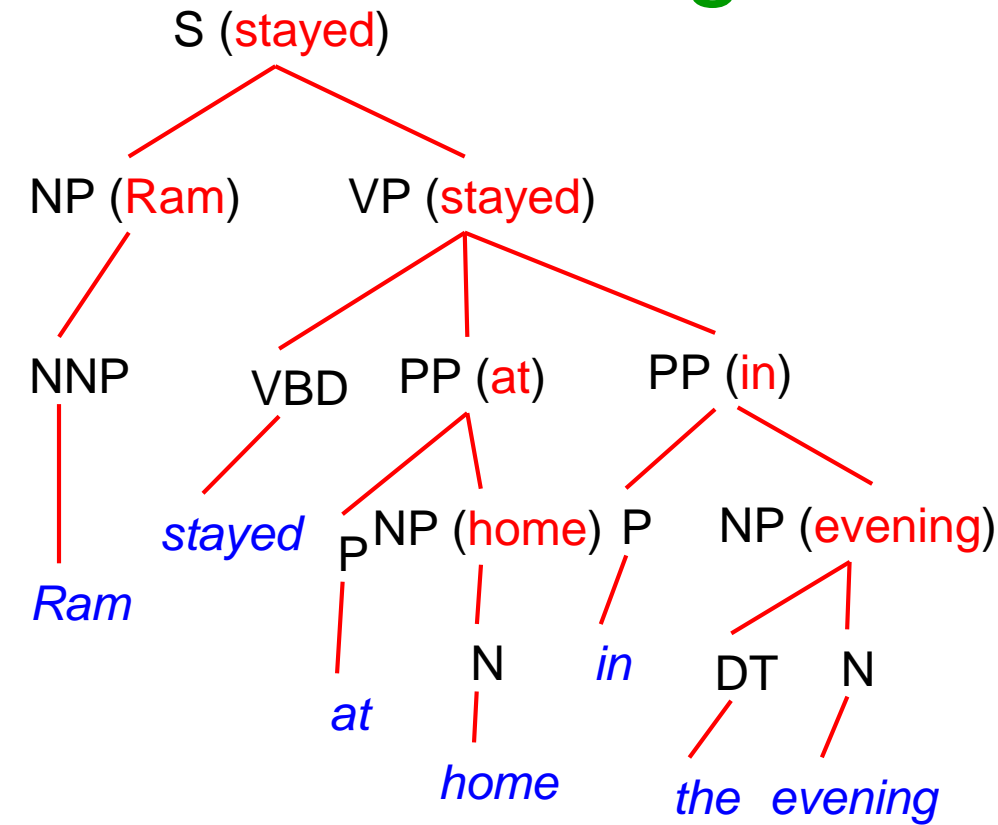 S (stayed)
NP (Ram) VP (stayed)
NNP VBD PP (at) PP (in)
stayed P NP (home) P NP (evening)
Ram N in DT N
at
home the evening